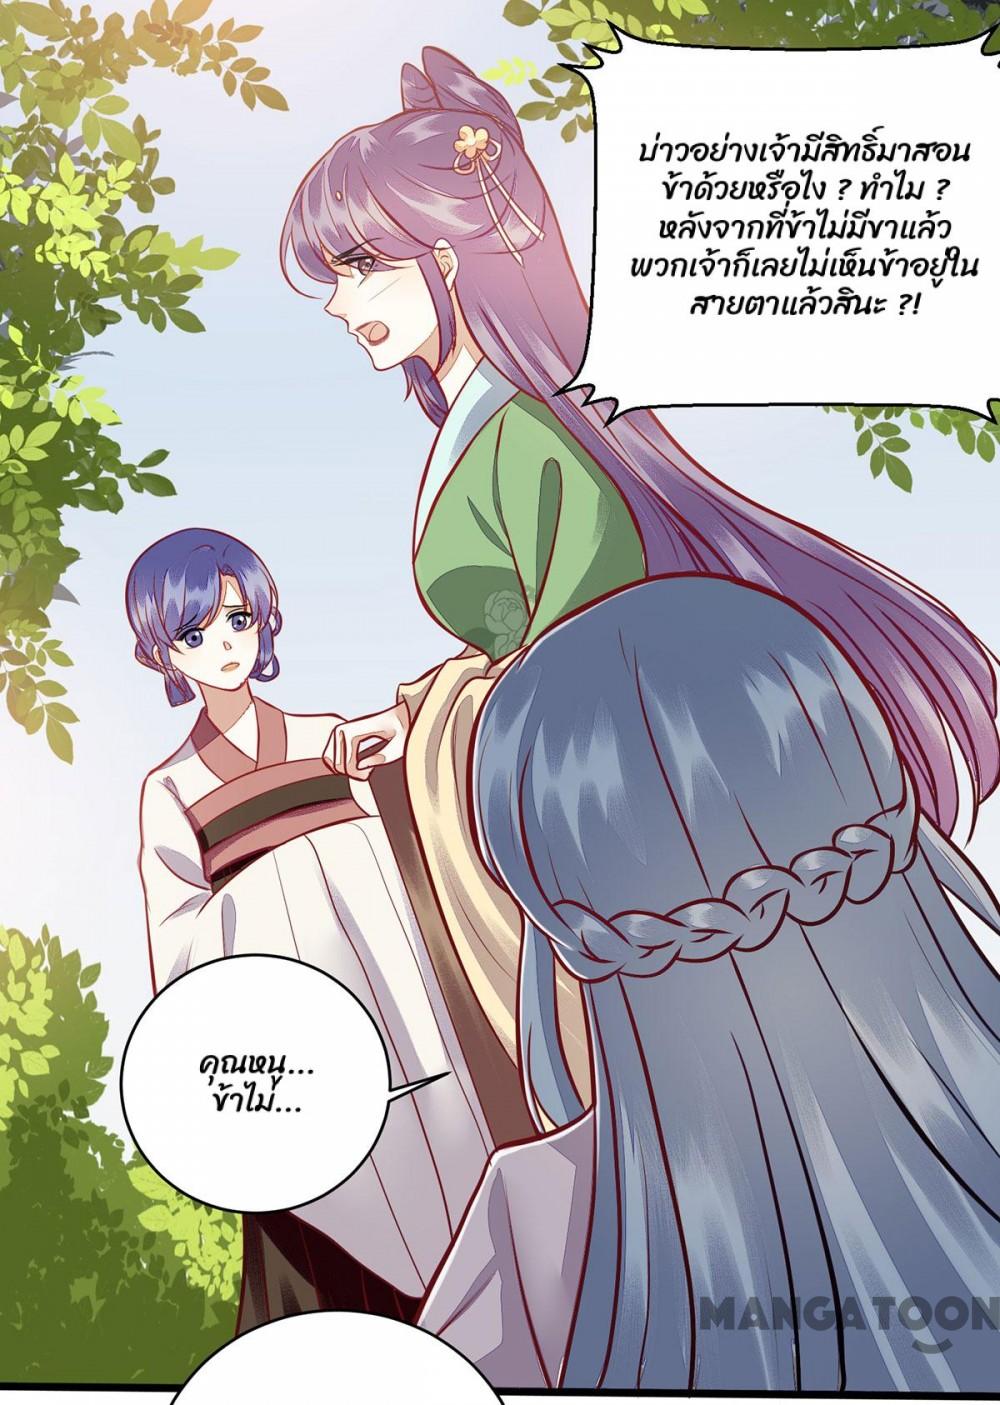 บ่าวอย่างเจ้ามีสิทธิ์มาสอน
ข้าด้วยหรือไง ? ทำไม ?
หลังจากที่ข้าไม่มีขาแล้ว
พวกเจ้าก็เลยไม่เห็นข้าอยู่ใน
สายตาแล้วสินะ ?!
คุณหนู...
ข้าไม่...
MANGATOON